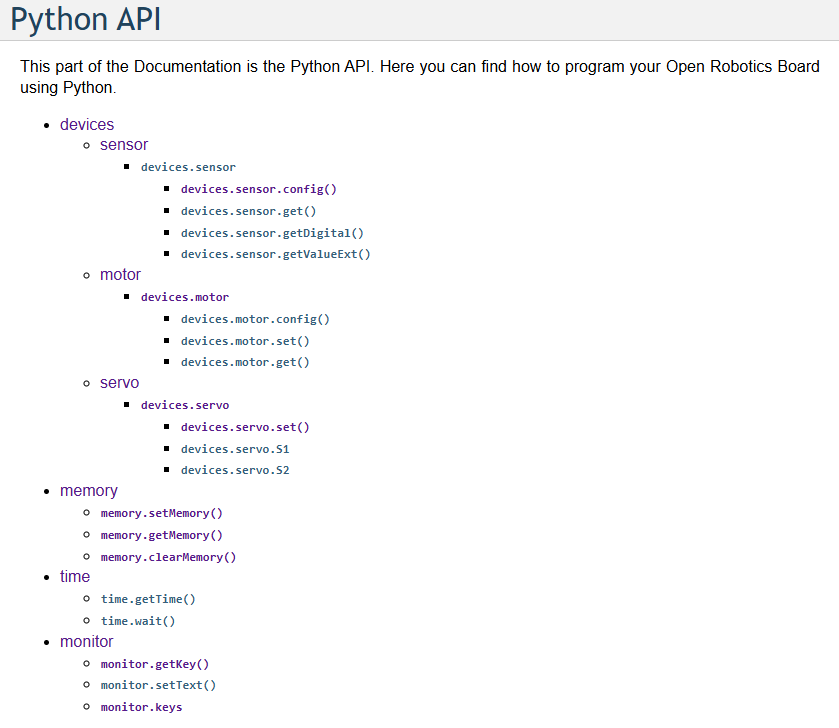 Python API
This part of the Documentation is the Python API. Here you can find how to program your Open Robotics Board
using Python.
devices
sensor
devices.sensor
devices.sensor.config()
devices.sensor.get()
devices.sensor.getDigital()
devices.sensor.getValueExt()
motor
devices.motor
devices.motor.config()
devices.motor.set()
devices.motor.get()
servo
devices.servo
devices.servo.set()
devices.servo.S1
devices.servo.S2
memory
memory.setMemory()
memory.getMemory()
memory.clearMemory()
time
time.getTime()
time.wait()
monitor
monitor.getKey()
monitor.setText()
monitor.keys